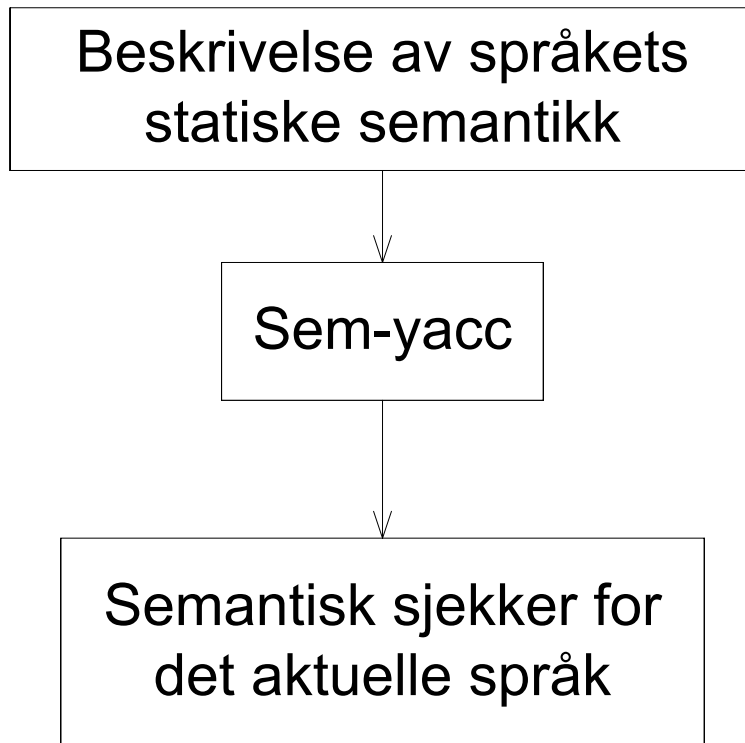 Beskrivelse av språkets
statiske semantikk
Sem-yacc
Semantisk sjekker for
det aktuelle språk